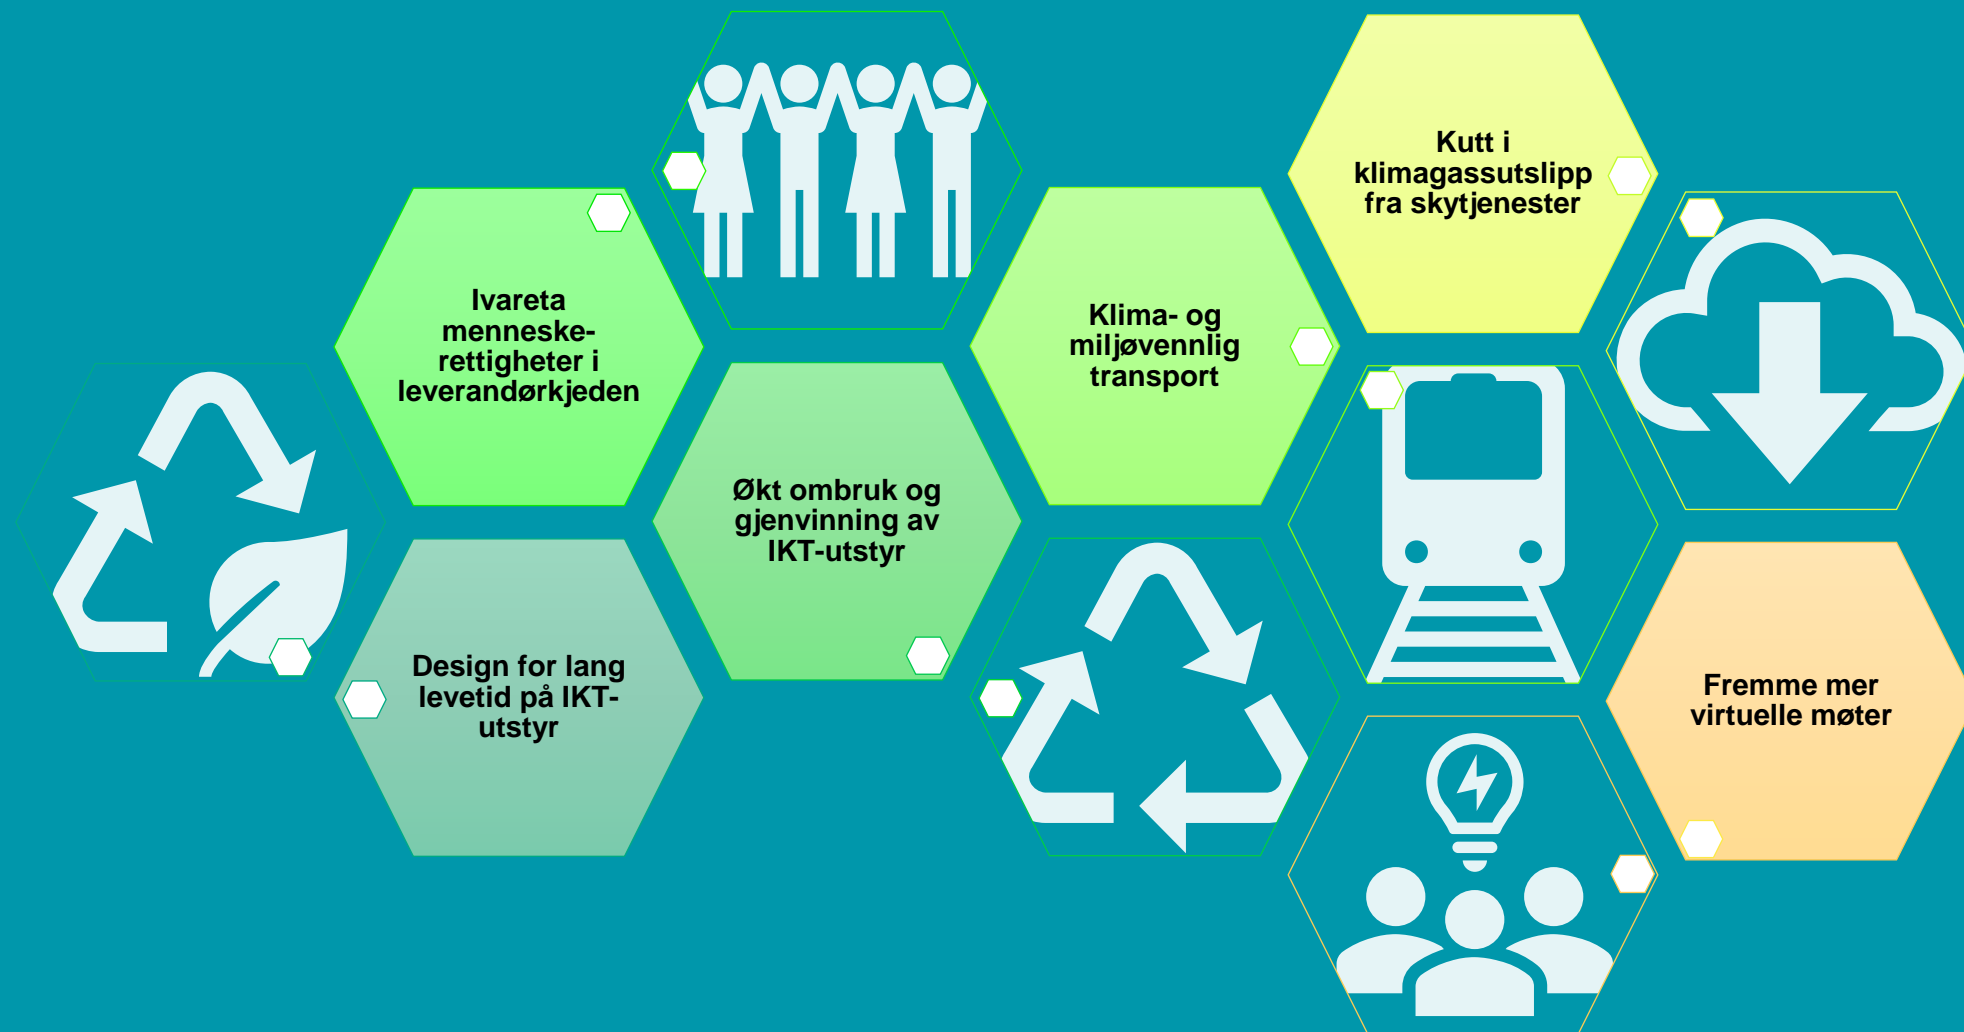 Ivareta
menneske-
rettigheter i
leverandørkjeden
Design for lang
levetid på IKT-
utstyr
Økt ombruk og
gjenvinning av
IKT-utstyr
Klima- og
miljøvennlig
transport
Kutt i
klimagassutslipp
fra skytjenester
Fremme mer
virtuelle møter